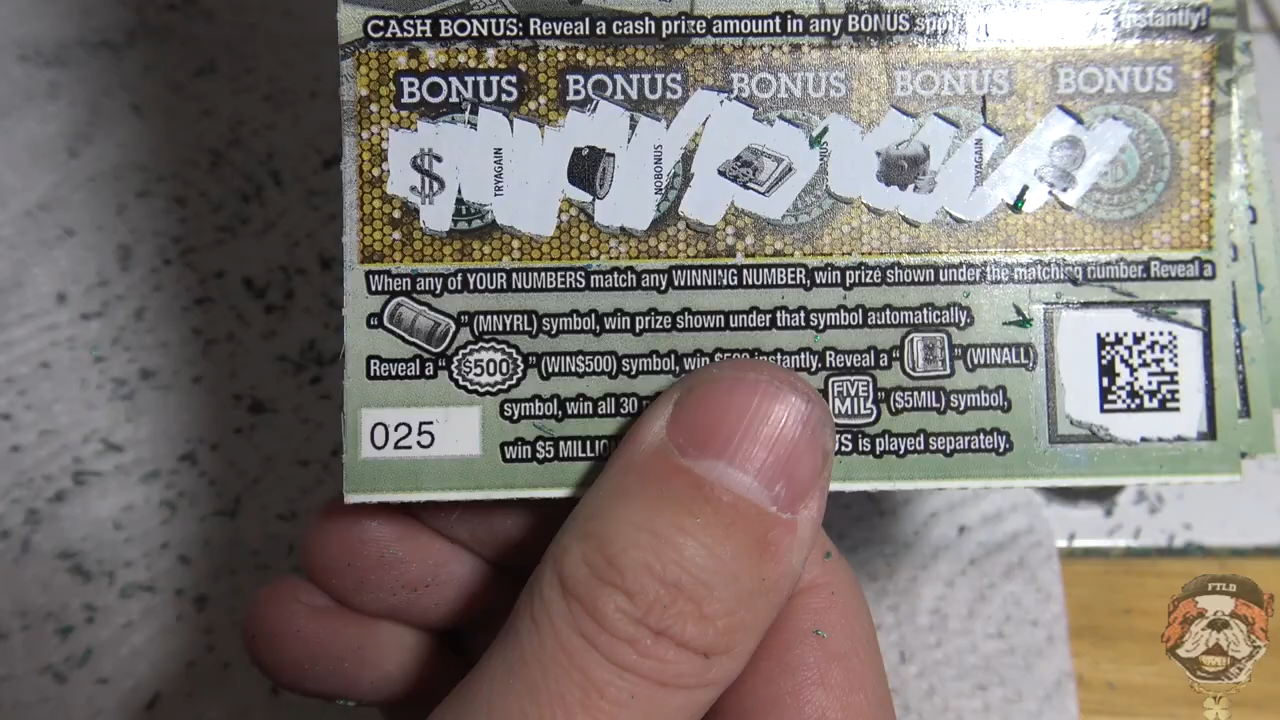 CASH BONUS: Reveal a cash prize amount in any BONUS spot instantly!
BONUS BONUS BONUS BONUS BONUS
$ TRYAGAIN NOBONUS TRYAGAIN
When any of YOUR NUMBERS match any WINNING NUMBER, win prize shown under the matching number. Reveal a
" " (MNYRL) symbol, win prize shown under that symbol automatically.
Reveal a " $500 " (WIN$500) symbol, win $500 instantly. Reveal a " " (WINALL)
symbol, win all 30 FIVE MIL " ($5MIL) symbol,
025 win $5 MILLION is played separately.
FTLD